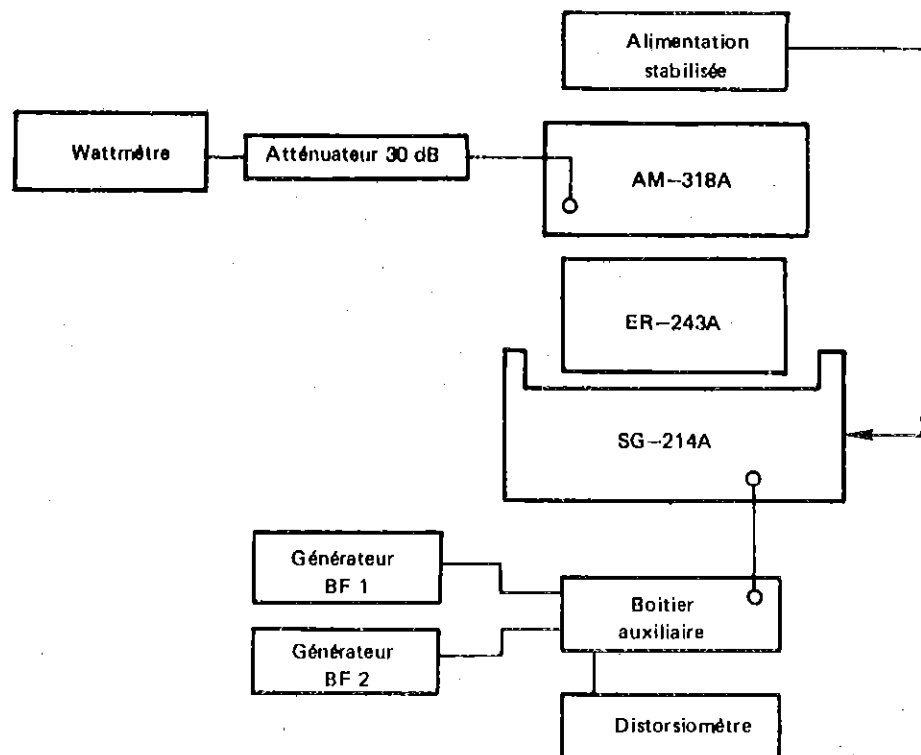 Alimentation
stabilisée
Wattmètre
Atténuateur 30 dB
AM-318A
ER-243A
SG-214A
Générateur
BF 1
Boitier
auxiliaire
Générateur
BF 2
Distorsiomètre